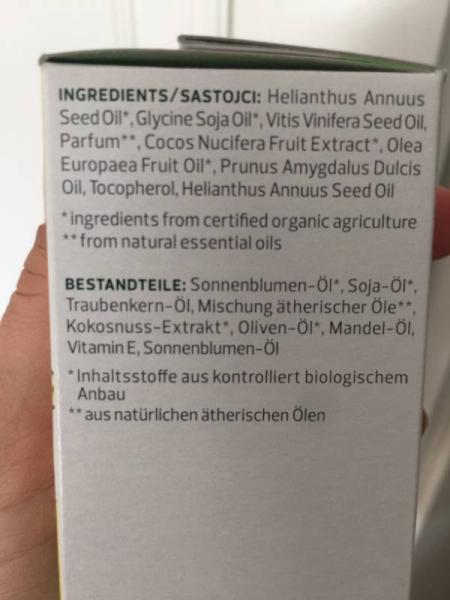 INGREDIENTS/SASTOJCI: Helianthus Annuus
Seed Oil*, Glycine Soja Oil*, Vitis Vinifera Seed Oil,
Parfum**, Cocos Nucifera Fruit Extract*, Olea
Europaea Fruit Oil*, Prunus Amygdalus Dulcis
Oil, Tocopherol, Helianthus Annuus Seed Oil
*ingredients from certified organic agriculture
**from natural essential oils
BESTANDTEILE: Sonnenblumen-Öl*, Soja-Öl*,
Traubenkern-Öl, Mischung ätherischer Öle**,
Kokosnuss-Extrakt*, Oliven-Öl*, Mandel-Öl,
Vitamin E, Sonnenblumen-Öl
*Inhaltsstoffe aus kontrolliert biologischem
Anbau
**aus natürlichen ätherischen Ölen